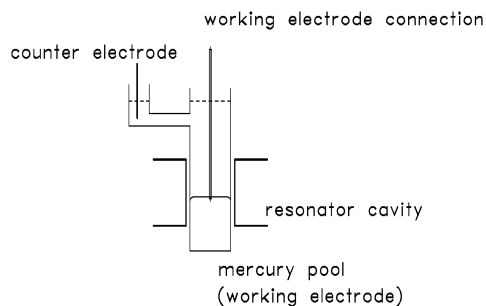 working electrode connection
counter electrode
resonator cavity
mercury pool
(working electrode)